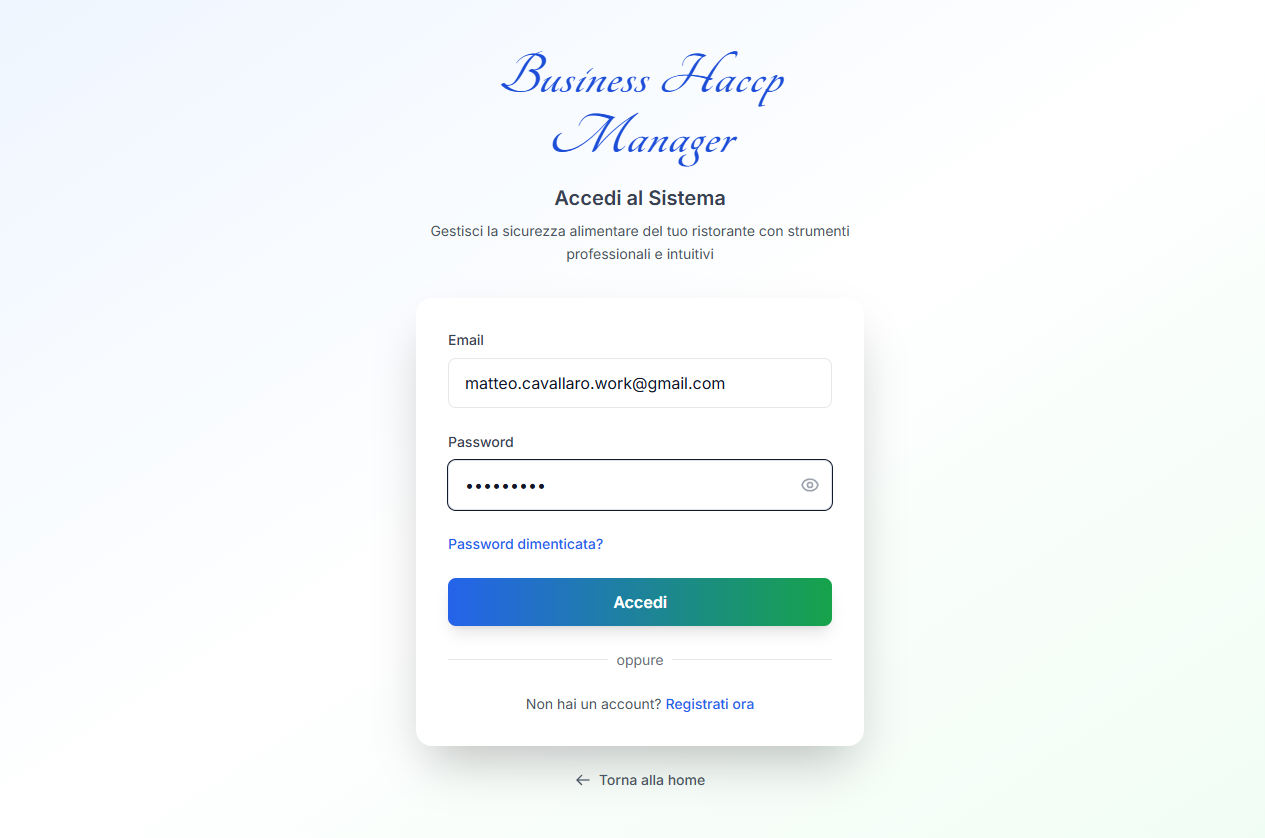 Business Haccp
Manager
Accedi al Sistema
Gestisci la sicurezza alimentare del tuo ristorante con strumenti
professionali e intuitivi
Email
matteo.cavallaro.work@gmail.com
Password
•••••••••
Password dimenticata?
Accedi
oppure
Non hai un account? Registrati ora
← Torna alla home